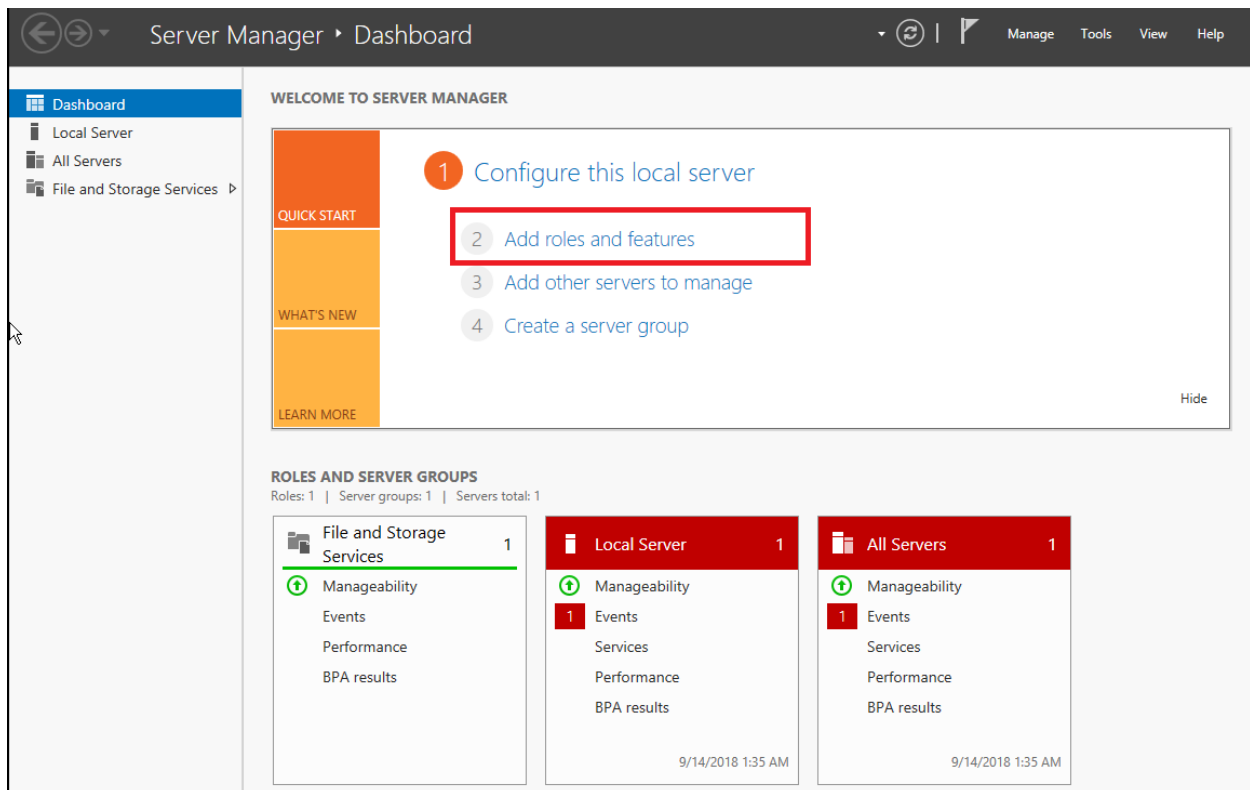 Server Manager ‣ Dashboard
Manage Tools View Help
Dashboard
Local Server
All Servers
File and Storage Services
WELCOME TO SERVER MANAGER
QUICK START
WHAT'S NEW
LEARN MORE
1 Configure this local server
2 Add roles and features
3 Add other servers to manage
4 Create a server group
Hide
ROLES AND SERVER GROUPS
Roles: 1 | Server groups: 1 | Servers total: 1
File and Storage
Services 1
Manageability
Events
Performance
BPA results
Local Server 1
Manageability
1 Events
Services
Performance
BPA results
9/14/2018 1:35 AM
All Servers 1
Manageability
1 Events
Services
Performance
BPA results
9/14/2018 1:35 AM